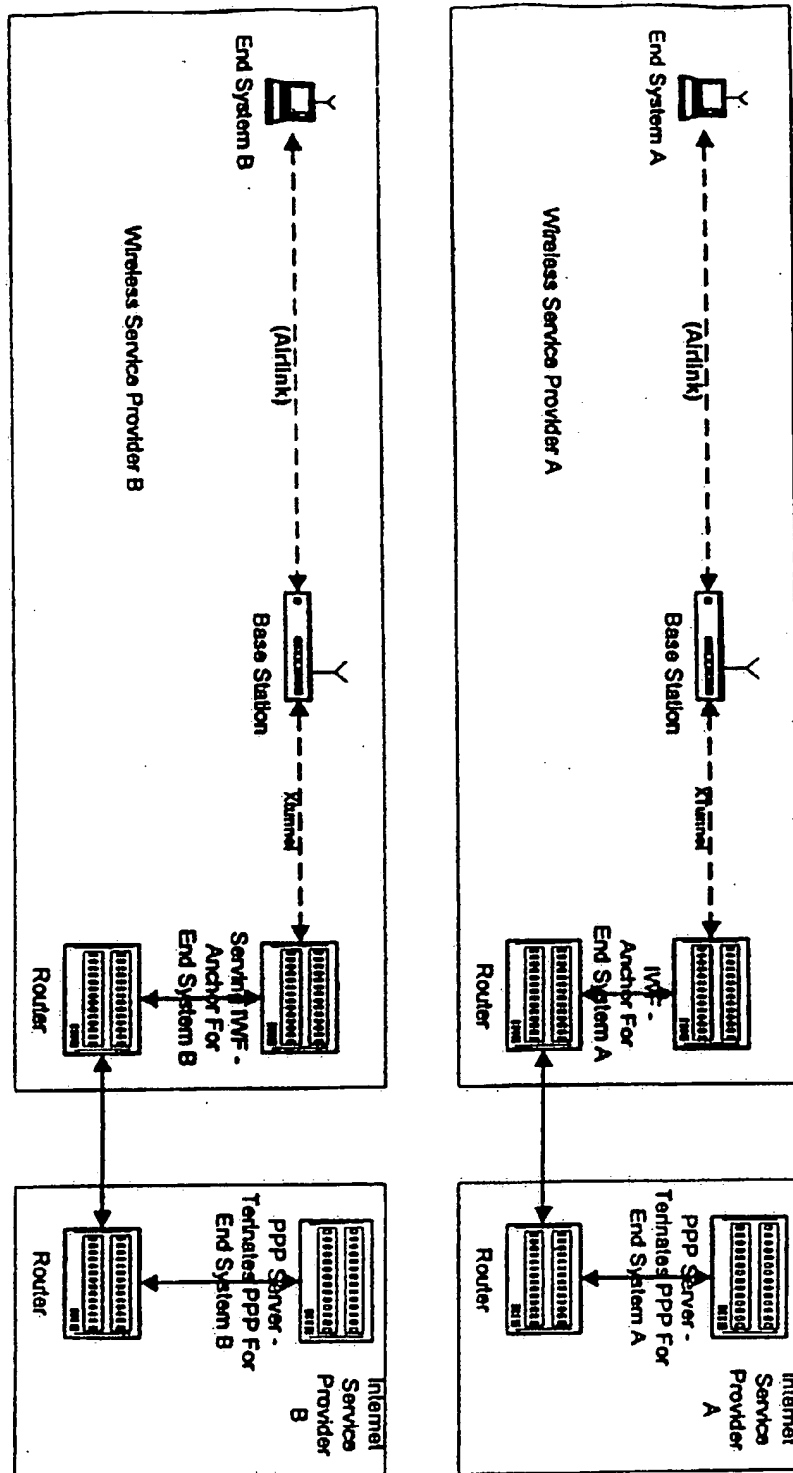 End System A
(Airlink)
Wireless Service Provider A
Base Station
XTunnel
IWF -
Anchor For
End System A
Router
PPP Server -
Terinates PPP For
End System A
Router
Internet
Service
Provider
A
End System B
(Airlink)
Wireless Service Provider B
Base Station
Xtunnel
Serving IWF -
Anchor For
End System B
Router
PPP Server -
Terinates PPP For
End System B
Router
Internet
Service
Provider
B